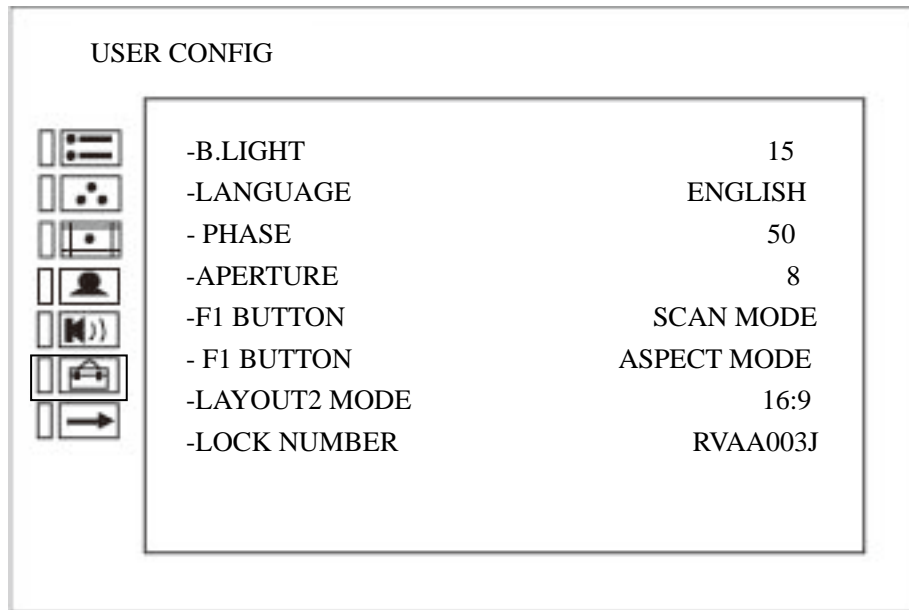 USER CONFIG
-B.LIGHT 15
-LANGUAGE ENGLISH
- PHASE 50
-APERTURE 8
-F1 BUTTON SCAN MODE
- F1 BUTTON ASPECT MODE
-LAYOUT2 MODE 16:9
-LOCK NUMBER RVAA003J